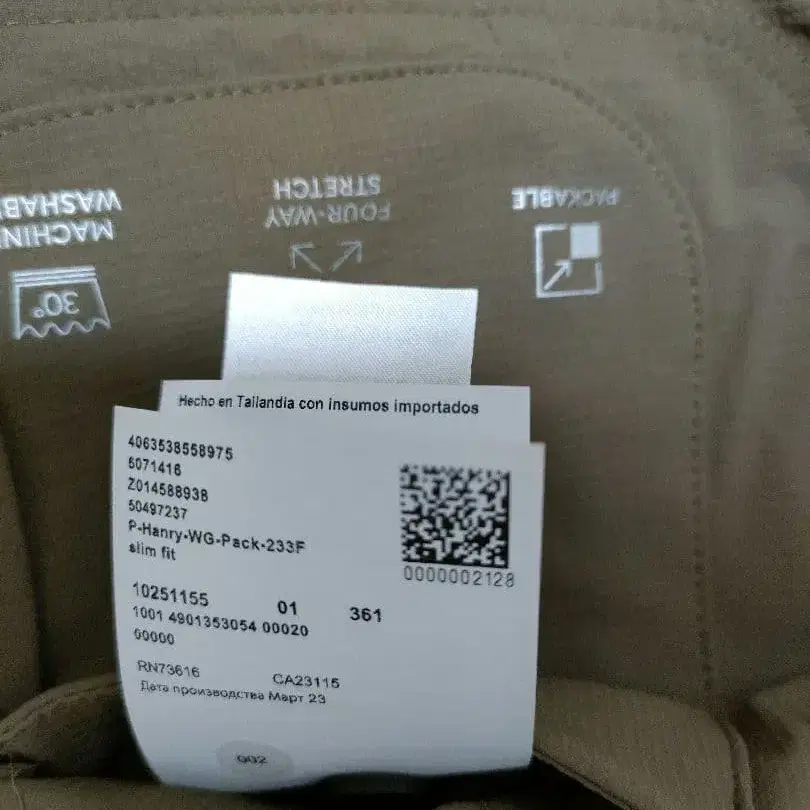 PACKABLE
FOUR-WAY
STRETCH
MACHINE
WASHAB
30°
Hecho en Tailandia con insumos importados
4063538558975
6071416
Z014588938
50497237
P-Hanry-WG-Pack-233F
slim fit
0000002128
10251155 01 361
1001 4901353054 00020
00000
RN73616 CA23115
Дата производства Март 23
002